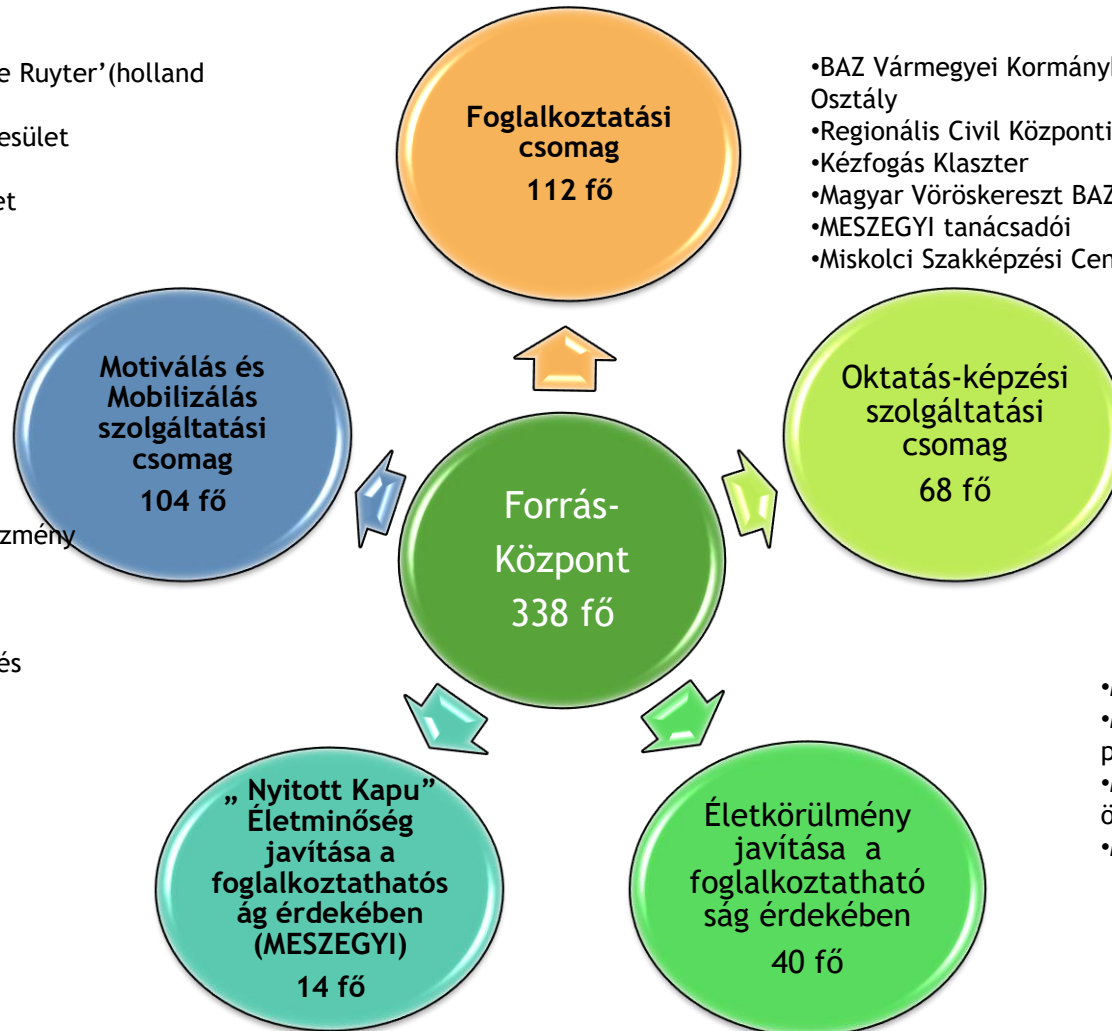 e Ruyter’(holland
esület
et
Foglalkoztatási
csomag
112 fő
•BAZ Vármegyei
Osztály
•Regionális Civil Központi
•Kézfogás Klaszter
•Magyar Vöröskereszt BAZ
•MESZEGYI tanácsadói
•Miskolci Szakképzési Cen
Motiválás és
Mobilizálás
szolgáltatási
csomag
104 fő
Oktatás-képzési
szolgáltatási
csomag
68 fő
Forrás-
Központ
338 fő
zmény
és
„ Nyitott Kapu”
Életminőség
javítása a
foglalkoztathatós
ág érdekében
(MESZEGYI)
14 fő
Életkörülmény
javítása a
foglalkoztatható
ság érdekében
40 fő